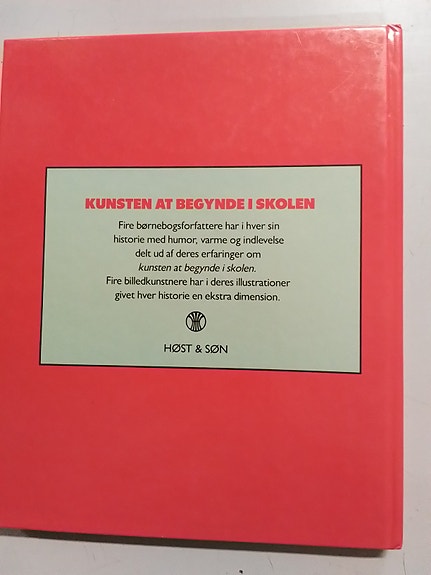 KUNSTEN AT BEGYNDE I SKOLEN
Fire børnebogsforfattere har i hver sin
historie med humor, varme og indlevelse
delt ud af deres erfaringer om
kunsten at begynde i skolen.
Fire billedkunstnere har i deres illustrationer
givet hver historie en ekstra dimension.
HØST & SØN